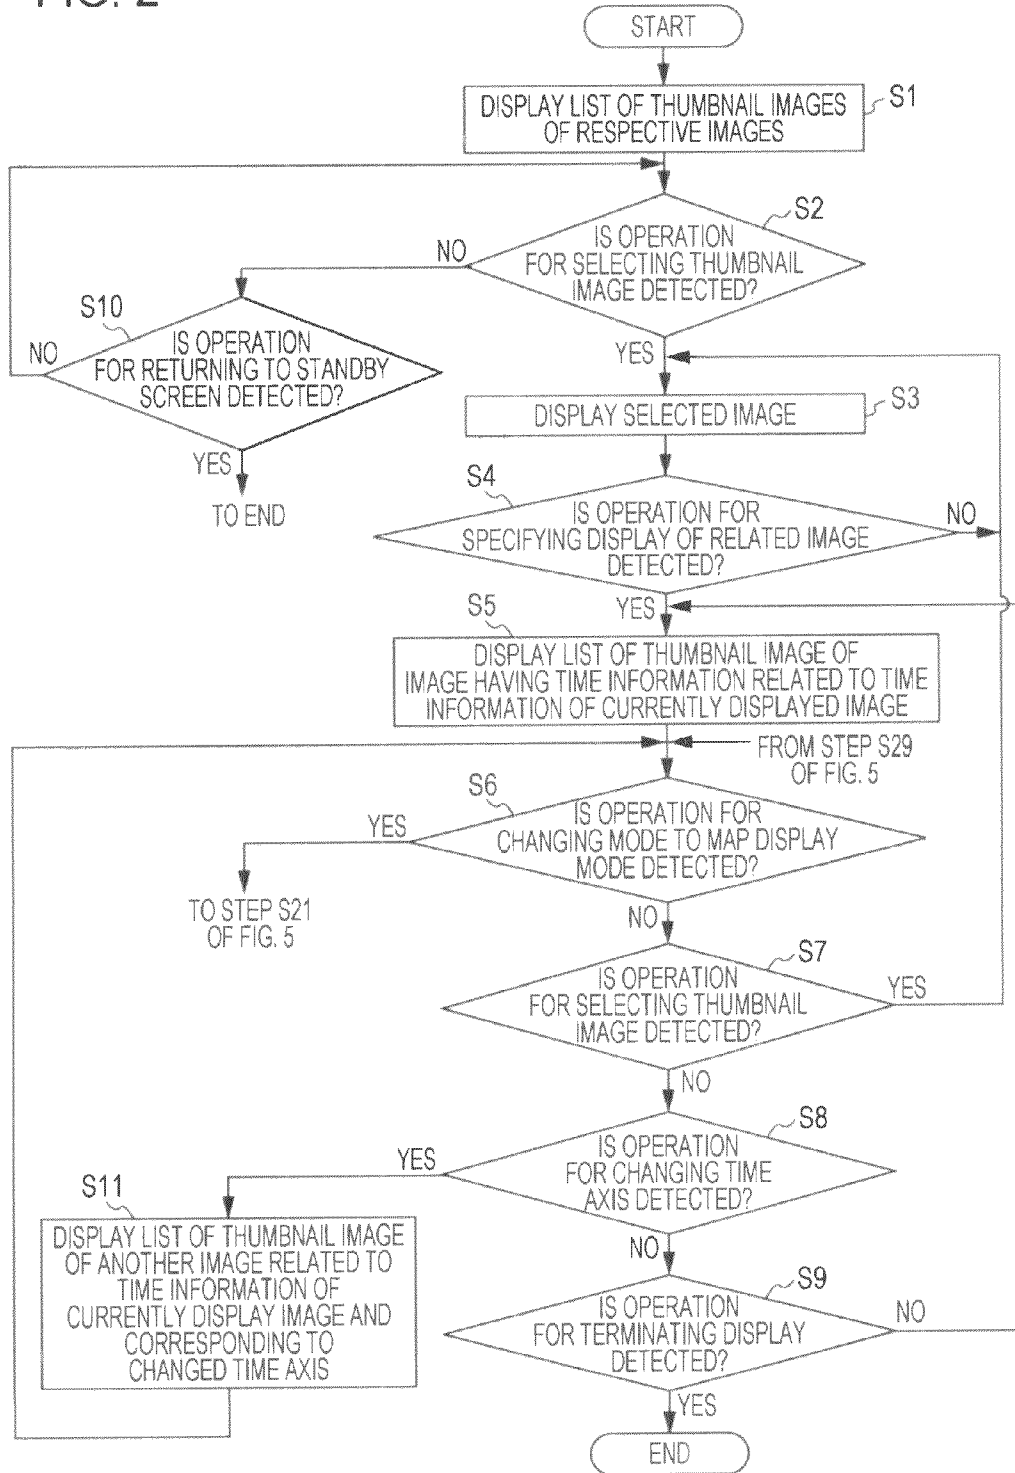 FIG. 2
START
DISPLAY LIST OF THUMBNAIL IMAGES
OF RESPECTIVE IMAGES
S1
S2
IS OPERATION
FOR SELECTING THUMBNAIL
IMAGE DETECTED?
NO
YES
S10
IS OPERATION
FOR RETURNING TO STANDBY
SCREEN DETECTED?
NO
YES
TO END
DISPLAY SELECTED IMAGE
S3
S4
IS OPERATION FOR
SPECIFYING DISPLAY OF RELATED IMAGE
DETECTED?
NO
YES
S5
DISPLAY LIST OF THUMBNAIL IMAGE OF
IMAGE HAVING TIME INFORMATION RELATED TO TIME
INFORMATION OF CURRENTLY DISPLAYED IMAGE
FROM STEP S29
OF FIG. 5
S6
IS OPERATION FOR
CHANGING MODE TO MAP DISPLAY
MODE DETECTED?
YES
TO STEP S21
OF FIG. 5
NO
S7
IS OPERATION
FOR SELECTING THUMBNAIL
IMAGE DETECTED?
YES
NO
S8
IS OPERATION
FOR CHANGING TIME
AXIS DETECTED?
YES
S11
DISPLAY LIST OF THUMBNAIL IMAGE
OF ANOTHER IMAGE RELATED TO
TIME INFORMATION OF
CURRENTLY DISPLAY IMAGE AND
CORRESPONDING TO
CHANGED TIME AXIS
NO
S9
IS OPERATION
FOR TERMINATING DISPLAY
DETECTED?
NO
YES
END